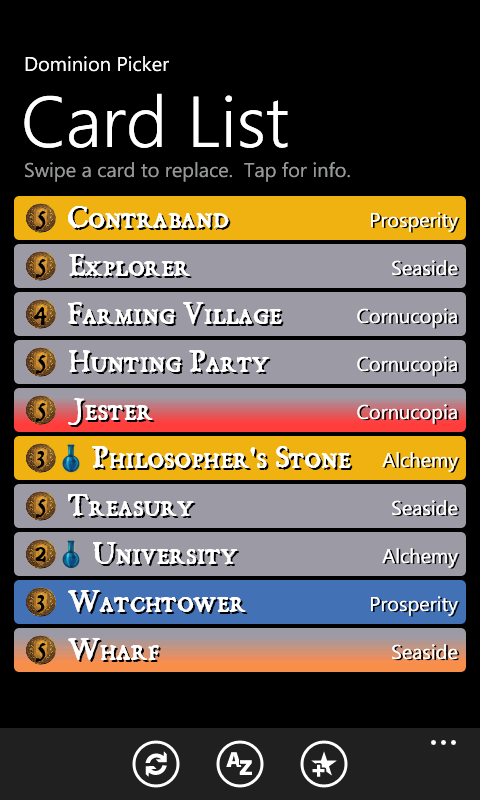 Dominion Picker
Card List
Swipe a card to replace. Tap for info.
5 Contraband Prosperity
5 Explorer Seaside
4 Farming Village Cornucopia
5 Hunting Party Cornucopia
5 Jester Cornucopia
3 Philosopher's Stone Alchemy
5 Treasury Seaside
2 University Alchemy
3 Watchtower Prosperity
5 Wharf Seaside
AZ